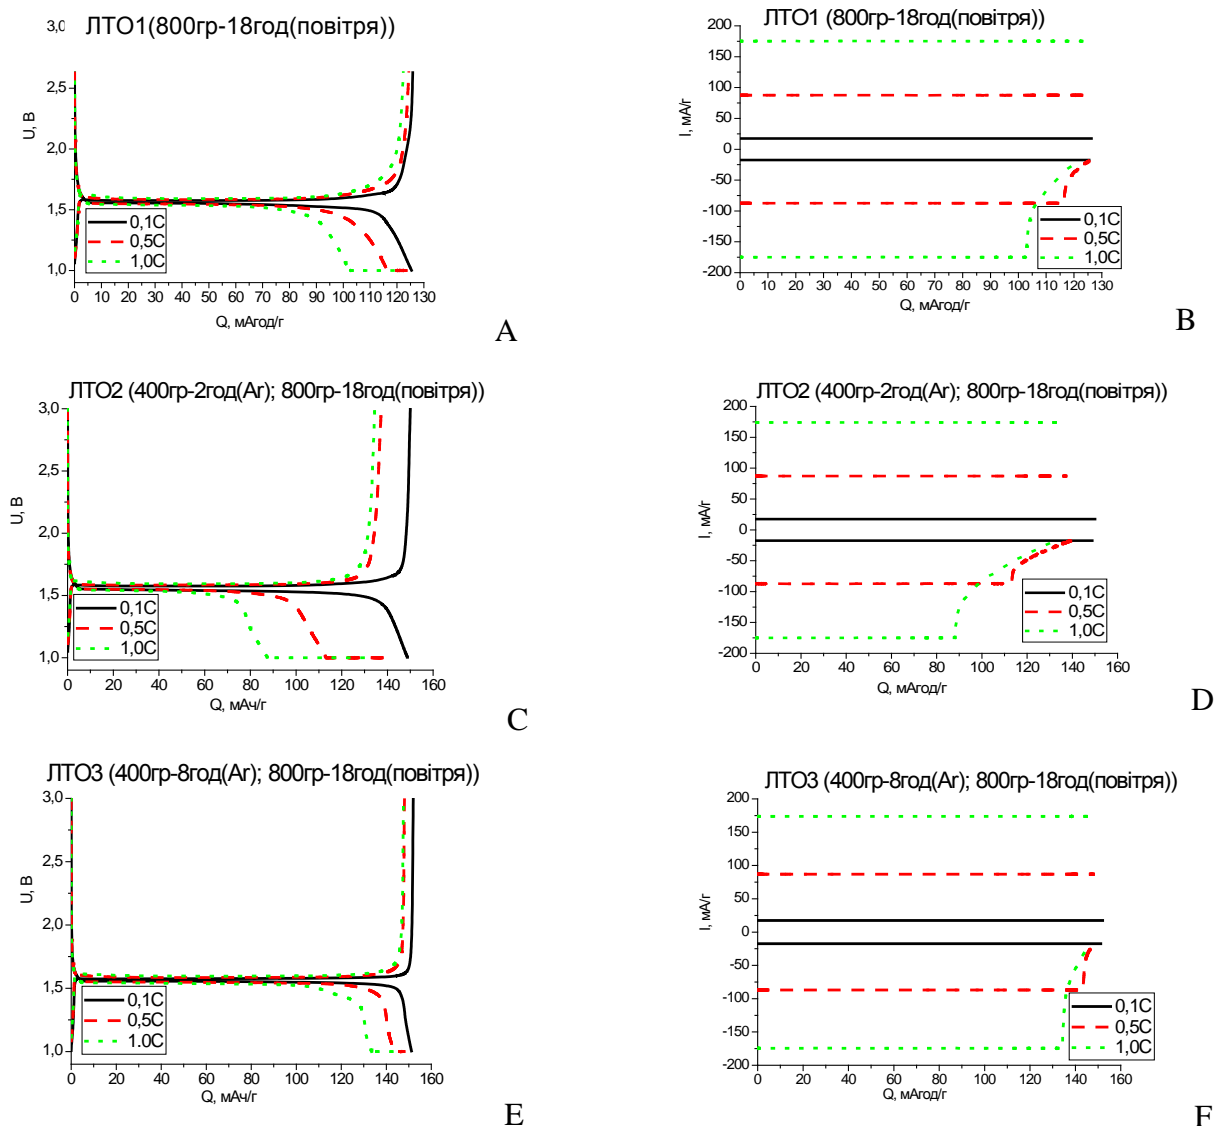 ЛТО1(800гр-18год(повітря))
3,0
2,5
2,0
1,5
1,0
U, В
0,1C
0,5C
1,0C
0 10 20 30 40 50 60 70 80 90 100 110 120 130
Q, мАгод/г
A
ЛТО1 (800гр-18год(повітря))
200
150
100
50
0
-50
-100
-150
-200
I, мА/г
0,1C
0,5C
1,0C
0 10 20 30 40 50 60 70 80 90 100 110 120 130
Q, мАгод/г
B
ЛТО2 (400гр-2год(Ar); 800гр-18год(повітря))
3,0
2,5
2,0
1,5
1,0
U, В
0,1C
0,5C
1,0C
0 20 40 60 80 100 120 140 160
Q, мАч/г
C
ЛТО2 (400гр-2год(Ar); 800гр-18год(повітря))
200
150
100
50
0
-50
-100
-150
-200
I, мА/г
0,1C
0,5C
1,0C
0 20 40 60 80 100 120 140 160
Q, мАгод/г
D
ЛТО3 (400гр-8год(Ar); 800гр-18год(повітря))
3,0
2,5
2,0
1,5
1,0
U, В
0,1C
0,5C
1.0C
0 20 40 60 80 100 120 140 160
Q, мАч/г
E
ЛТО3 (400гр-8год(Ar); 800гр-18год(повітря))
200
150
100
50
0
-50
-100
-150
-200
I, мА/г
0,1C
0,5C
1,0C
0 20 40 60 80 100 120 140 160
Q, мАгод/г
F